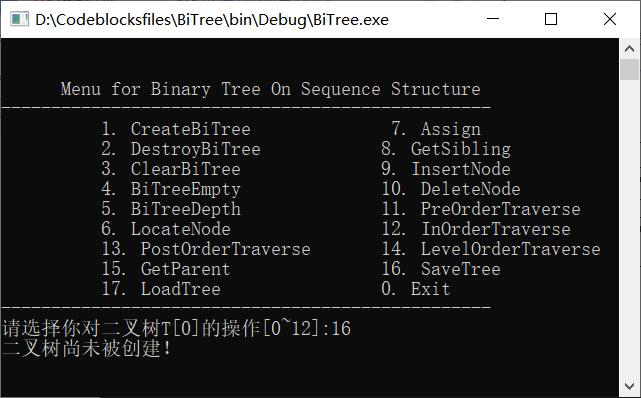 D:\Codeblocksfiles\BiTree\bin\Debug\BiTree.exe
Menu for Binary Tree On Sequence Structure
-------------------------------------------------
1. CreateBiTree 7. Assign
2. DestroyBiTree 8. GetSibling
3. ClearBiTree 9. InsertNode
4. BiTreeEmpty 10. DeleteNode
5. BiTreeDepth 11. PreOrderTraverse
6. LocateNode 12. InOrderTraverse
13. PostOrderTraverse 14. LevelOrderTraverse
15. GetParent 16. SaveTree
17. LoadTree 0. Exit
-------------------------------------------------
请选择你对二叉树T[0]的操作[0~12]:16
二叉树尚未被创建!